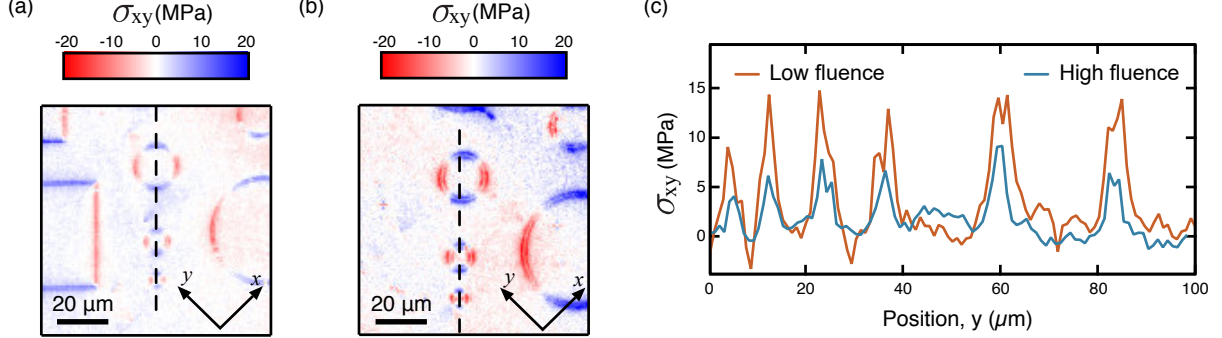 (a)
σxy(MPa)
-20 -10 0 10 20
y
x
20 μm
(b)
σxy(MPa)
-20 -10 0 10 20
y
x
20 μm
(c)
Low fluence
High fluence
σxy (MPa)
15
10
5
0
0 20 40 60 80 100
Position, y (μm)